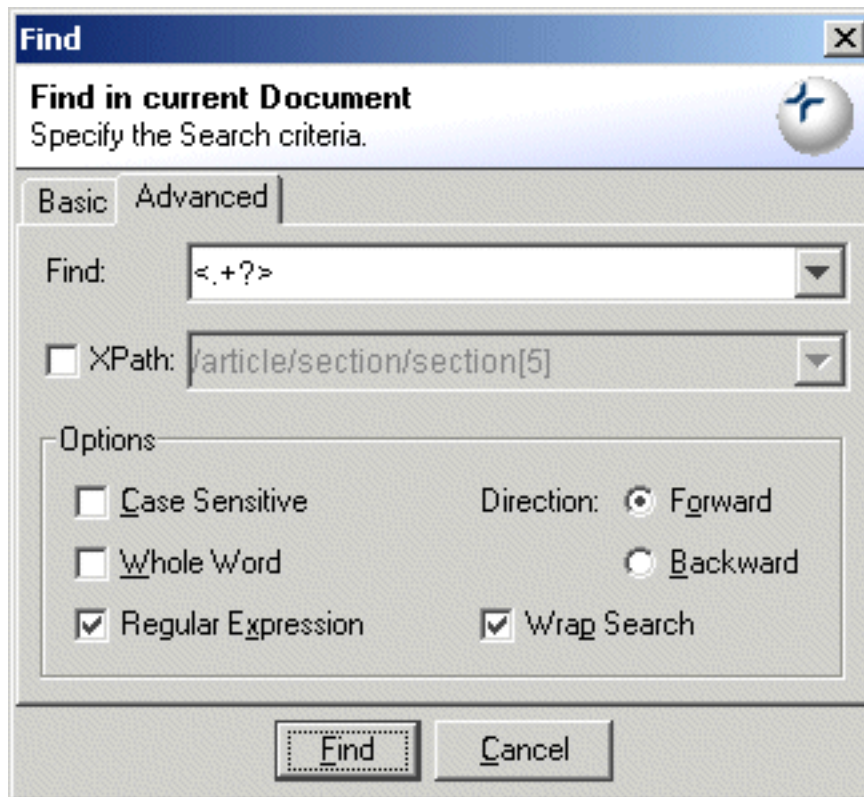 Find
Find in current Document
Specify the Search criteria.
Basic Advanced
Find: <.+?>
XPath: /article/section/section[5]
Options
Case Sensitive Direction: Forward
Whole Word Backward
Regular Expression Wrap Search
Find Cancel